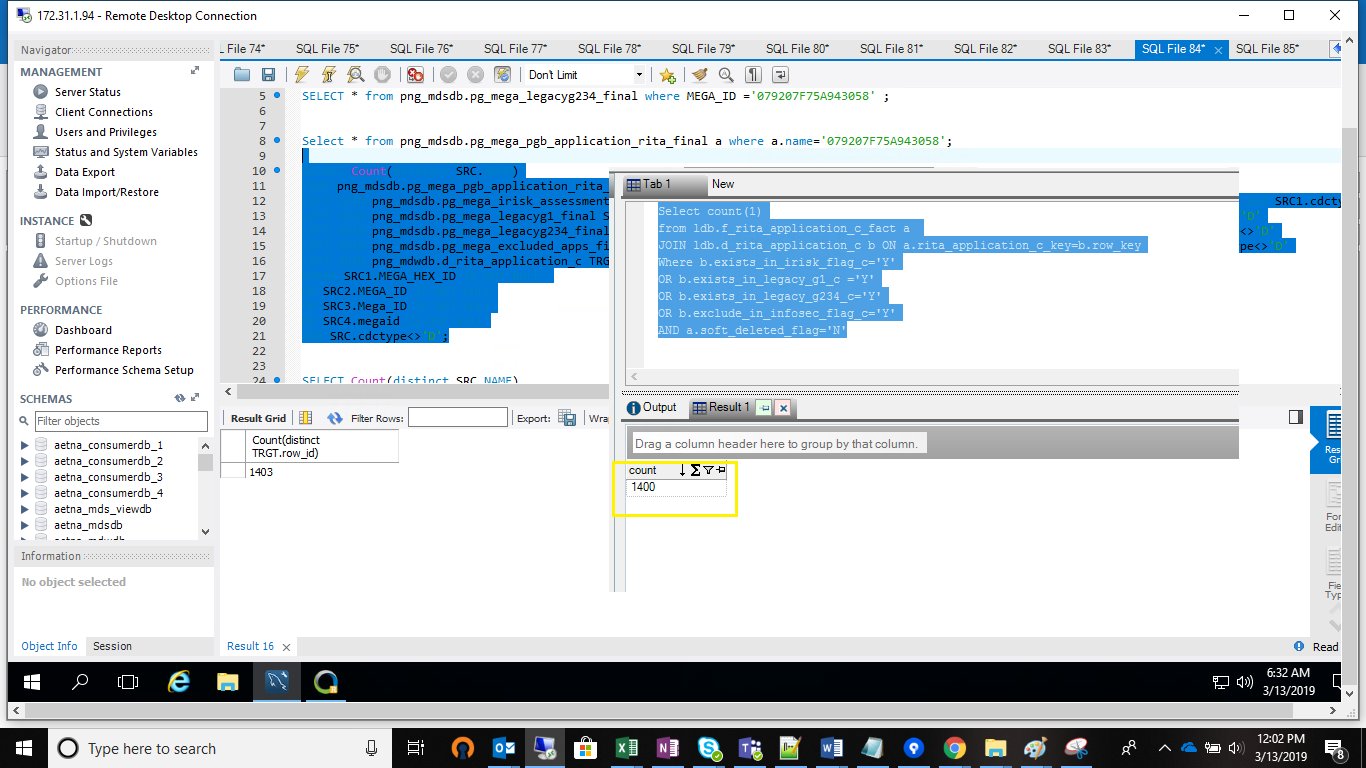 172.31.1.94 - Remote Desktop Connection
Navigator
MANAGEMENT
Server Status
Client Connections
Users and Privileges
Status and System Variables
Data Export
Data Import/Restore
INSTANCE
Startup / Shutdown
Server Logs
Options File
PERFORMANCE
Dashboard
Performance Reports
Performance Schema Setup
SCHEMAS
Filter objects
aetna_consumerdb_1
aetna_consumerdb_2
aetna_consumerdb_3
aetna_consumerdb_4
aetna_mds_viewdb
aetna_mdsdb
Information
No object selected
Object Info Session
L File 74* SQL File 75* SQL File 76* SQL File 77* SQL File 78* SQL File 79* SQL File 80* SQL File 81* SQL File 82* SQL File 83* SQL File 84* SQL File 85*
Don't Limit
5 SELECT * from png_mdsdb.pg_mega_legacyg234_final where MEGA_ID ='079207F75A943058' ;
6
7
8 Select * from png_mdsdb.pg_mega_pgb_application_rita_final a where a.name='079207F75A943058';
9
10 Count( SRC. )
11 png_mdsdb.pg_mega_pgb_application_rita_
12 png_mdsdb.pg_mega_irisk_assessment SRC1.cdcty
13 png_mdsdb.pg_mega_legacyg1_final S 'D'
14 png_mdsdb.pg_mega_legacyg234_final <>'D'
15 png_mdsdb.pg_mega_excluded_apps_fi pe<>'D'
16 png_mdwdb.d_rita_application_c TRG
17 SRC1.MEGA_HEX_ID
18 SRC2.MEGA_ID
19 SRC3.Mega_ID
20 SRC4.megaid
21 SRC.cdctype<>'D';
22
23
24 SELECT Count(distinct SRC.NAME)
Tab 1 New
Select count(1)
from ldb.f_rita_application_c_fact a
JOIN ldb.d_rita_application_c b ON a.rita_application_c_key=b.row_key
Where b.exists_in_irisk_flag_c='Y'
OR b.exists_in_legacy_g1_c ='Y'
OR b.exists_in_legacy_g234_c='Y'
OR b.exclude_in_infosec_flag_c='Y'
AND a.soft_deleted_flag='N'
Result Grid Filter Rows: Export: Wrap
Count(distinct
TRGT.row_id)
1403
Output Result 1
Drag a column header here to group by that column.
count
1400
Res
Gr
For
Edit
Fie
Typ
Result 16
Read
6:32 AM
3/13/2019
Type here to search
12:02 PM
3/13/2019
8